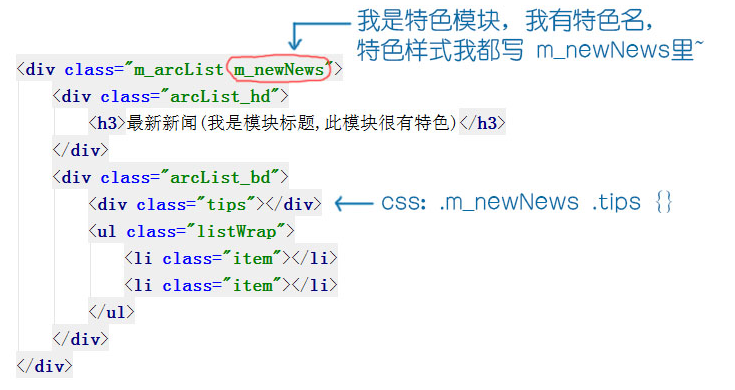 我是特色模块，我有特色名，
特色样式我都写 m_newNews里~
<div class="m_arcList m_newNews">
<div class="arcList_hd">
<h3>最新新闻(我是模块标题,此模块很有特色)</h3>
</div>
<div class="arcList_bd">
<div class="tips"></div> css: .m_newNews .tips {}
<ul class="listWrap">
<li class="item"></li>
<li class="item"></li>
</ul>
</div>
</div>